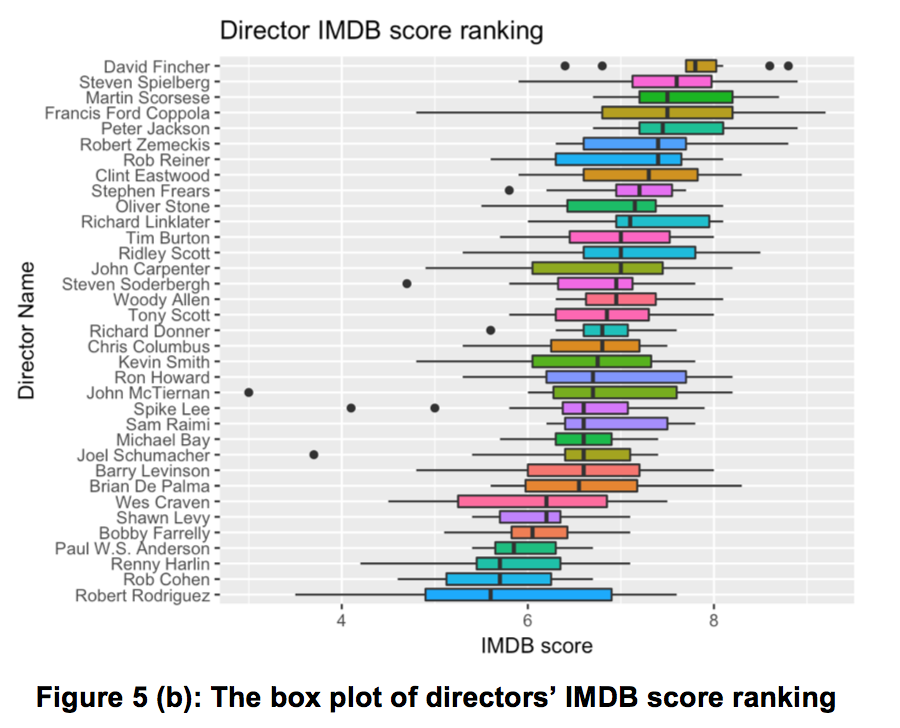 Director IMDB score ranking
David Fincher
Steven Spielberg
Martin Scorsese
Francis Ford Coppola
Peter Jackson
Robert Zemeckis
Rob Reiner
Clint Eastwood
Stephen Frears
Oliver Stone
Richard Linklater
Tim Burton
Ridley Scott
John Carpenter
Steven Soderbergh
Woody Allen
Tony Scott
Richard Donner
Chris Columbus
Kevin Smith
Ron Howard
John McTiernan
Spike Lee
Sam Raimi
Michael Bay
Joel Schumacher
Barry Levinson
Brian De Palma
Wes Craven
Shawn Levy
Bobby Farrelly
Paul W.S. Anderson
Renny Harlin
Rob Cohen
Robert Rodriguez
Director Name
4 6 8
IMDB score
Figure 5 (b): The box plot of directors’ IMDB score ranking